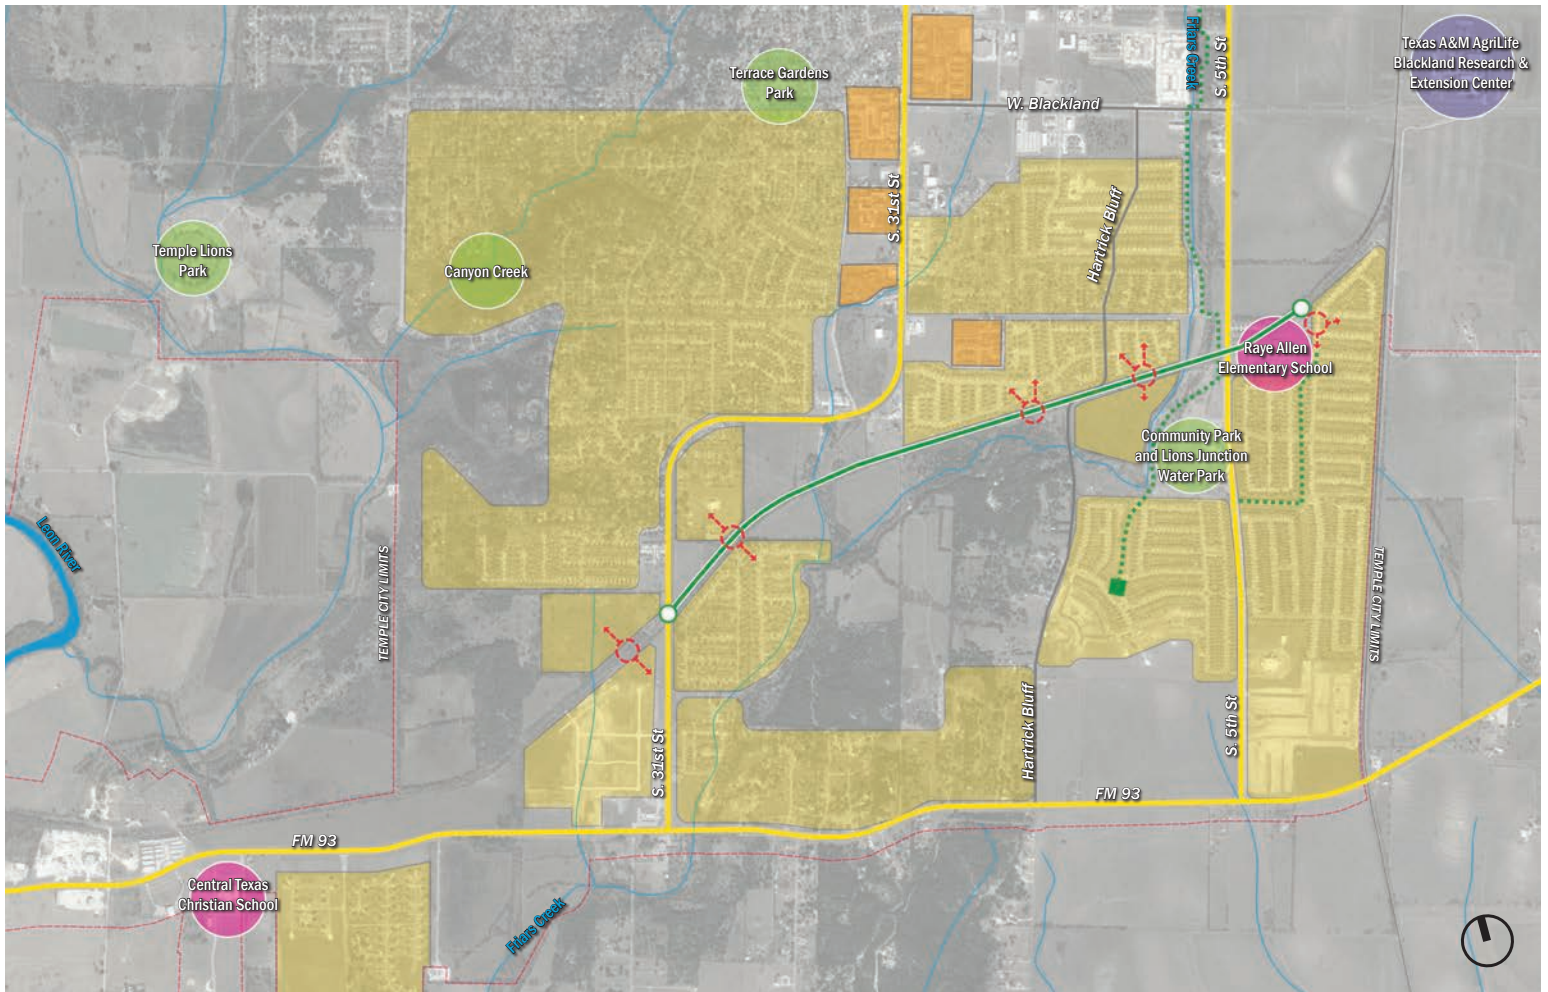 Friars Creek
S. 5th St
Texas A&M AgriLife
Blackland Research &
Extension Center
Terrace Gardens
Park
W. Blackland
S. 31st St
Hartrick Bluff
Temple Lions
Park
Canyon Creek
Raye Allen
Elementary School
Community Park
and Lions Junction
Water Park
Leon River
TEMPLE CITY LIMITS
TEMPLE CITY LIMITS
Hartrick Bluff
S. 5th St
S. 31st St
FM 93
FM 93
Central Texas
Christian School
Friars Creek